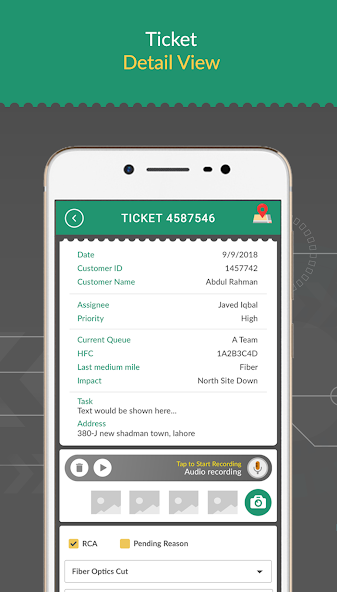 Ticket
Detail View
TICKET 4587546
Date 9/9/2018
Customer ID 1457742
Customer Name Abdul Rahman
Assignee Javed Iqbal
Priority High
Current Queue A Team
HFC 1A2B3C4D
Last medium mile Fiber
Impact North Site Down
Task
Text would be shown here...
Address
380-J new shadman town, lahore
Tap to Start Recording
Audio recording
RCA Pending Reason
Fiber Optics Cut